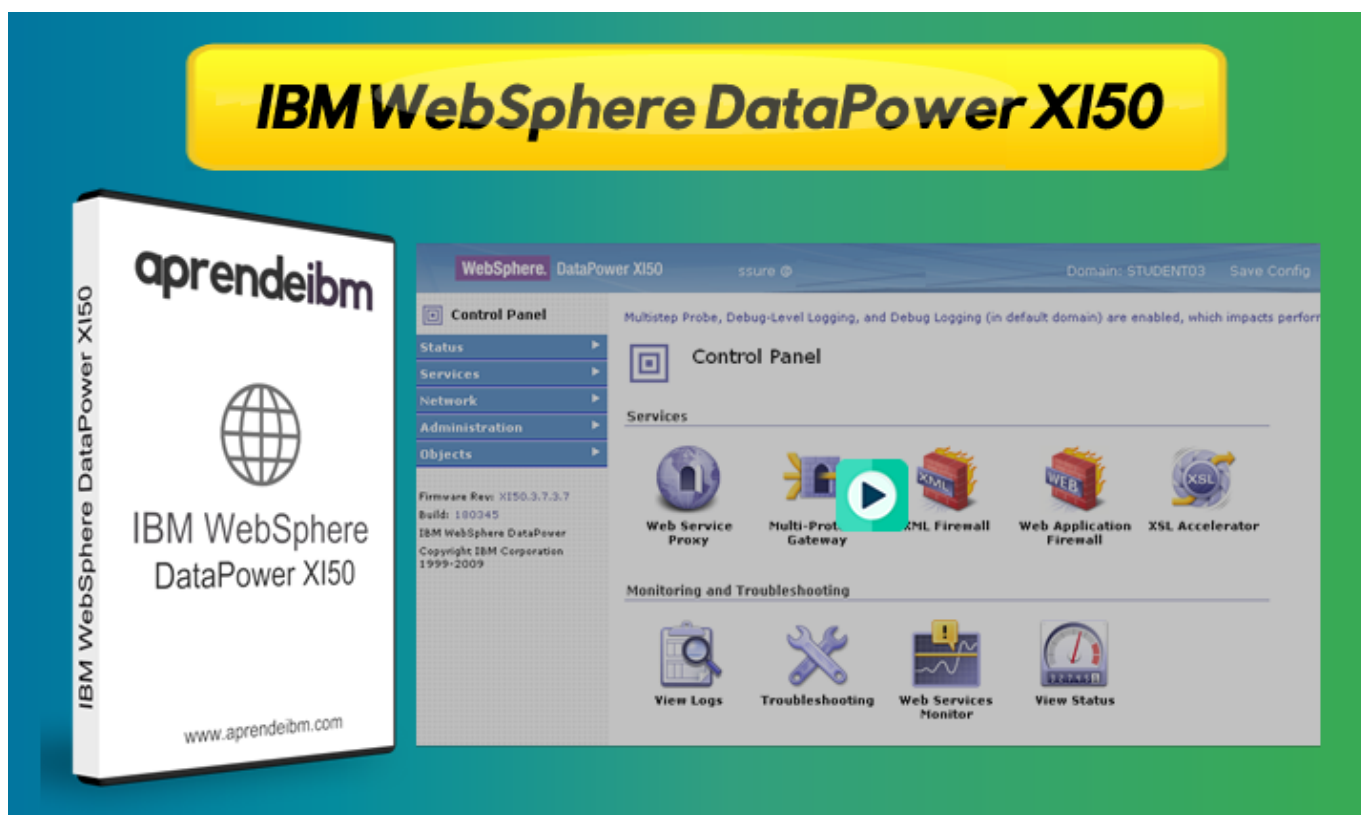 IBM WebSphere DataPower XI50
IBM WebSphere DataPower XI50
aprendeibm
IBM WebSphere
DataPower XI50
www.aprendeibm.com
WebSphere. DataPower XI50
ssure @
Domain: STUDENT03
Save Config
Control Panel
Status
Services
Network
Administration
Objects
Firmware Rev: XI50.3.7.3.7
Build: 180345
IBM WebSphere DataPower
Copyright IBM Corporation
1999-2009
Multistep Probe, Debug-Level Logging, and Debug Logging (in default domain) are enabled, which impacts perfor
Control Panel
Services
XML
WEB
XSL
Web Service
Proxy
Multi-Prot
Gateway
XML Firewall
Web Application
Firewall
XSL Accelerator
Monitoring and Troubleshooting
View Logs
Troubleshooting
Web Services
Monitor
View Status